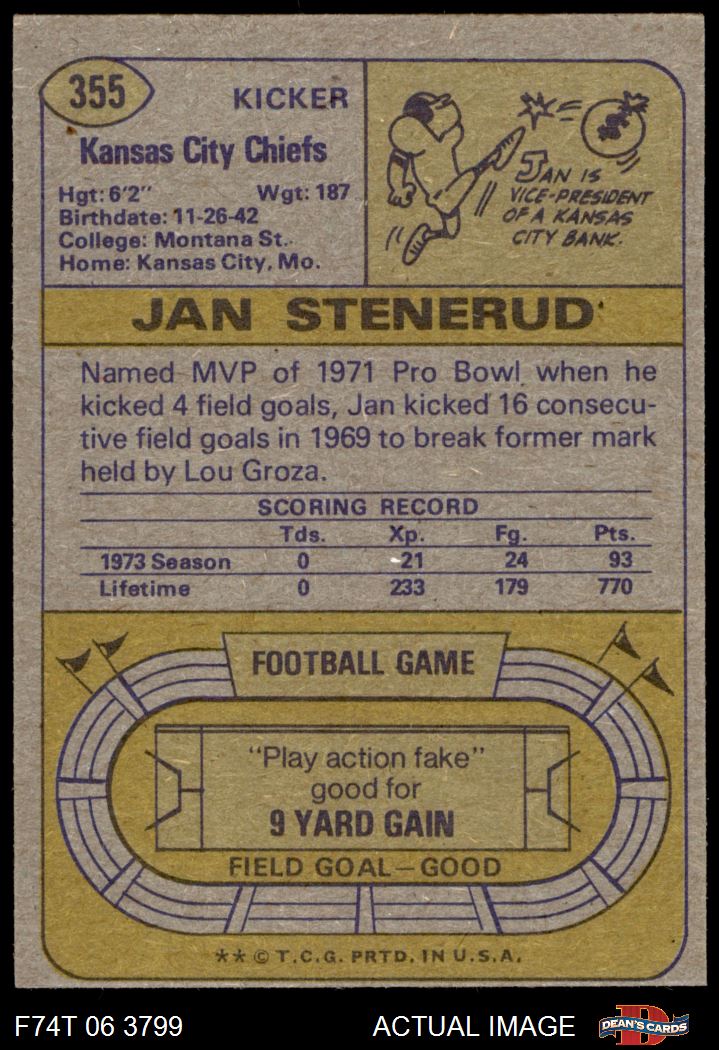 355
KICKER
Kansas City Chiefs
Hgt: 6'2" Wgt: 187
Birthdate: 11-26-42
College: Montana St.
Home: Kansas City, Mo.
JAN IS
VICE-PRESIDENT
OF A KANSAS
CITY BANK.
JAN STENERUD
Named MVP of 1971 Pro Bowl when he
kicked 4 field goals, Jan kicked 16 consecu-
tive field goals in 1969 to break former mark
held by Lou Groza.
SCORING RECORD
Tds. Xp. Fg. Pts.
1973 Season 0 21 24 93
Lifetime 0 233 179 770
FOOTBALL GAME
"Play action fake"
good for
9 YARD GAIN
FIELD GOAL—GOOD
** © T.C.G. PRTD. IN U.S.A.
F74T 06 3799 ACTUAL IMAGE
DEAN'S CARDS